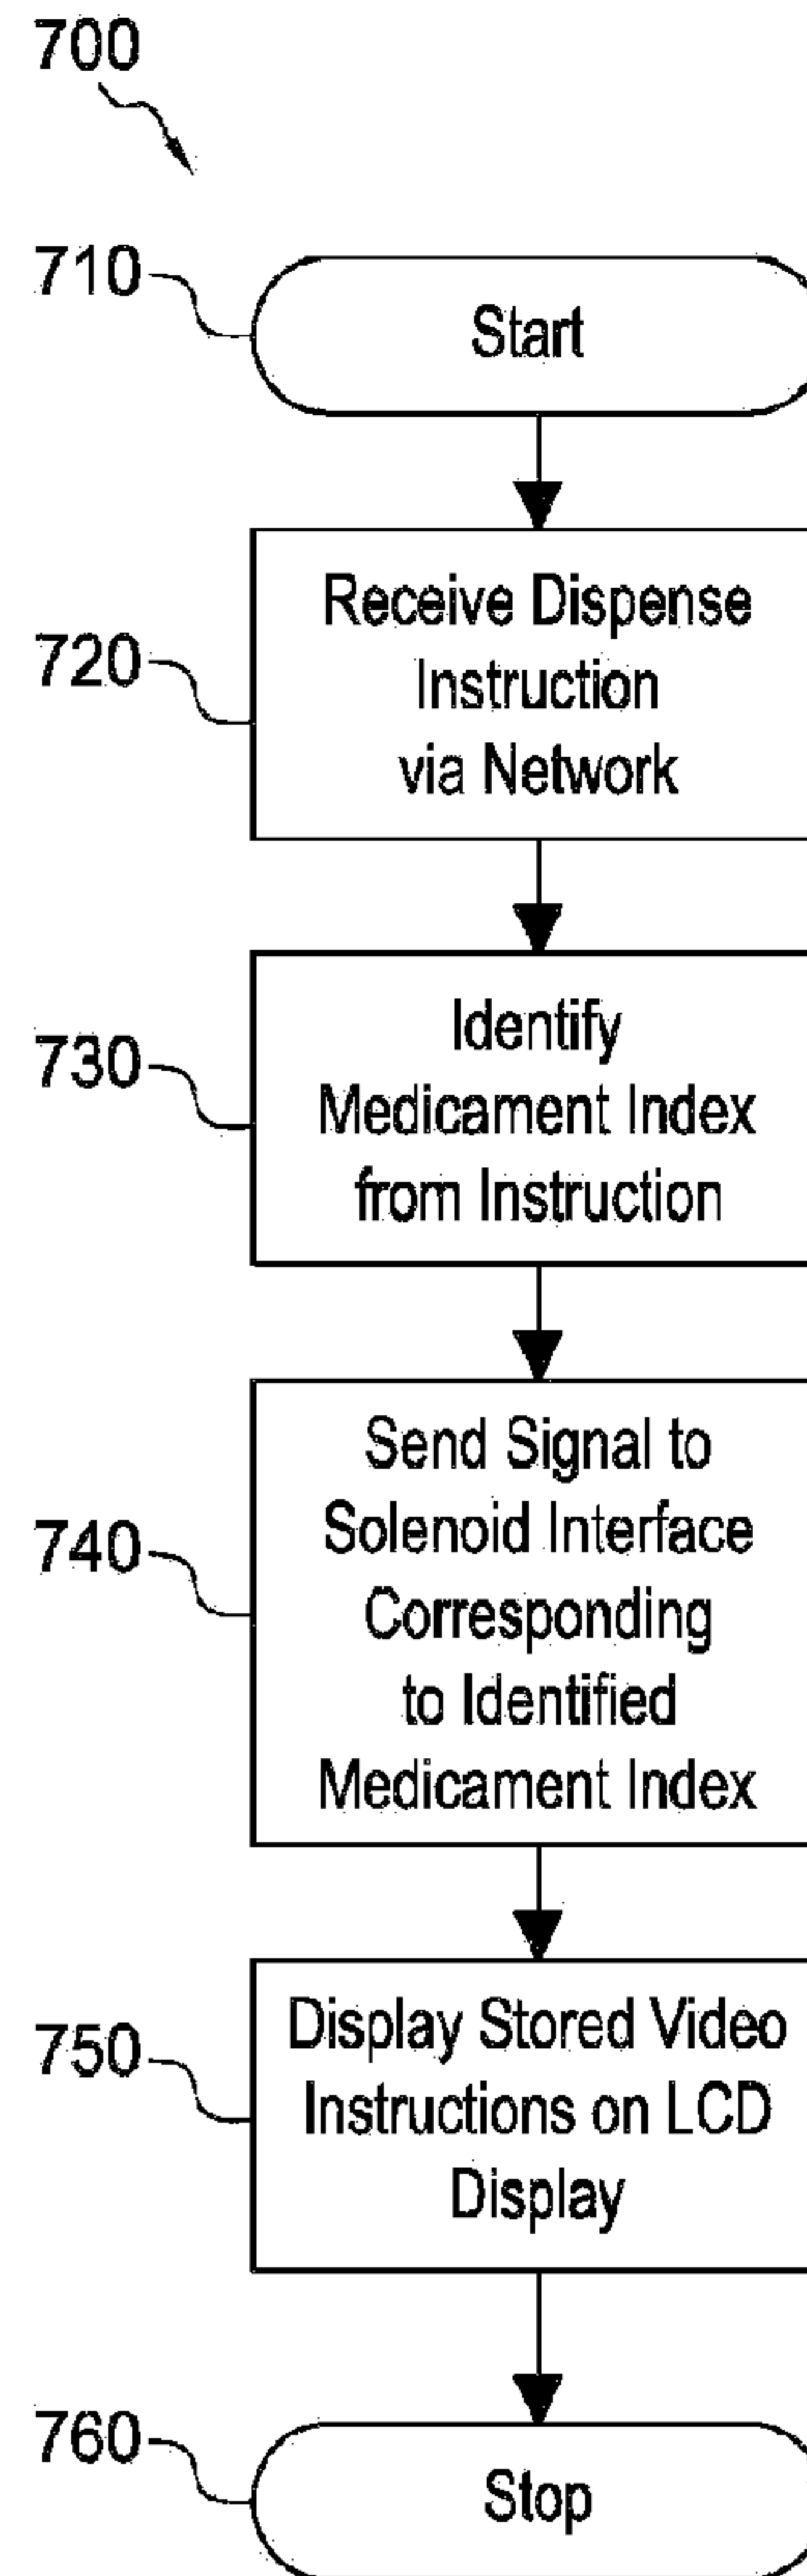 700
710
Start
720
Receive Dispense
Instruction
via Network
730
Identify
Medicament Index
from Instruction
740
Send Signal to
Solenoid Interface
Corresponding
to Identified
Medicament Index
750
Display Stored Video
Instructions on LCD
Display
760
Stop